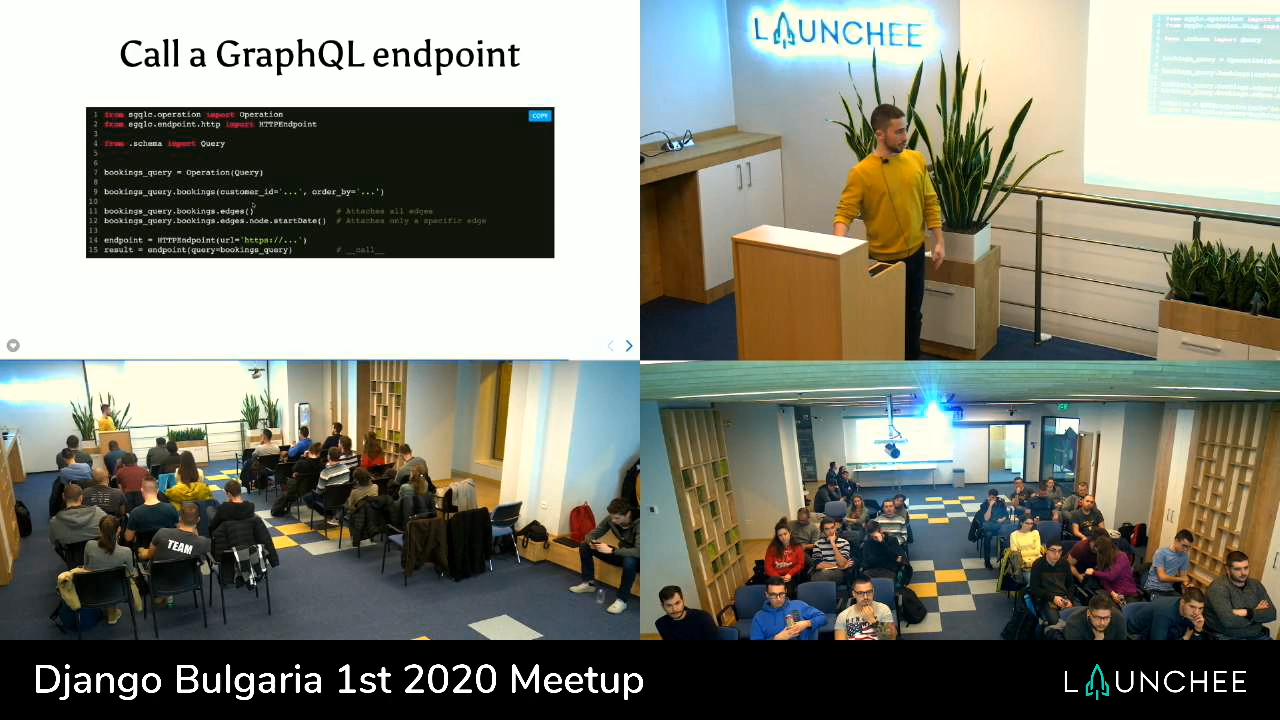 Call a GraphQL endpoint
COPY
1 from sgqlc.operation import Operation
2 from sgqlc.endpoint.http import HTTPEndpoint
3
4 from .schema import Query
5
6
7 bookings_query = Operation(Query)
8
9 bookings_query.bookings(customer_id='...', order_by='...')
10
11 bookings_query.bookings.edges() # Attaches all edges
12 bookings_query.bookings.edges.node.startDate() # Attaches only a specific edge
13
14 endpoint = HTTPEndpoint(url='https://...')
15 result = endpoint(query=bookings_query) # __call__
LAUNCHEE
TEAM
Django Bulgaria 1st 2020 Meetup
LAUNCHEE